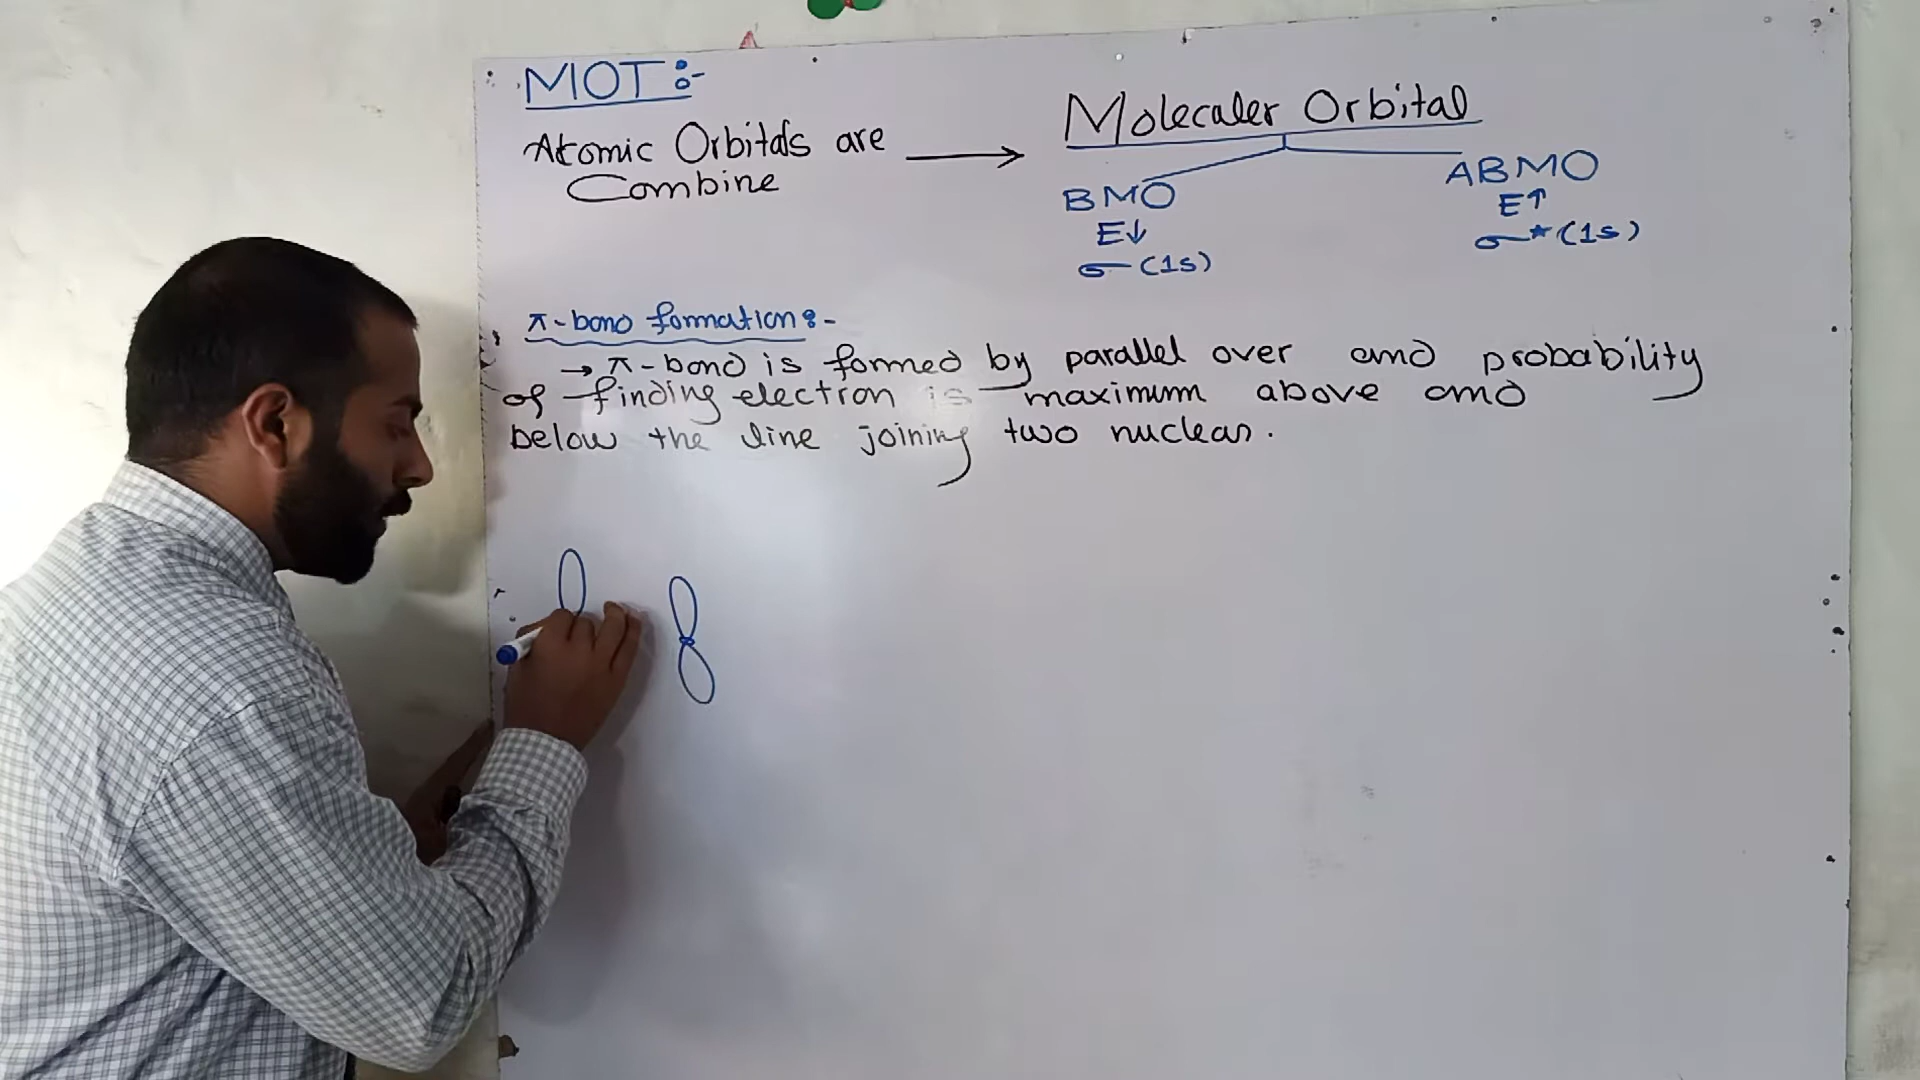 MOT:-
Atomic Orbitals are
Combine
→
Molecaler Orbital
BMO
E↓
σ(1s)
ABMO
E↑
σ*(1s)
π-bond formation:-
→ π-bond is formed by parallel over and probability
of finding electron is maximum above and
below the line joining two nuclear.